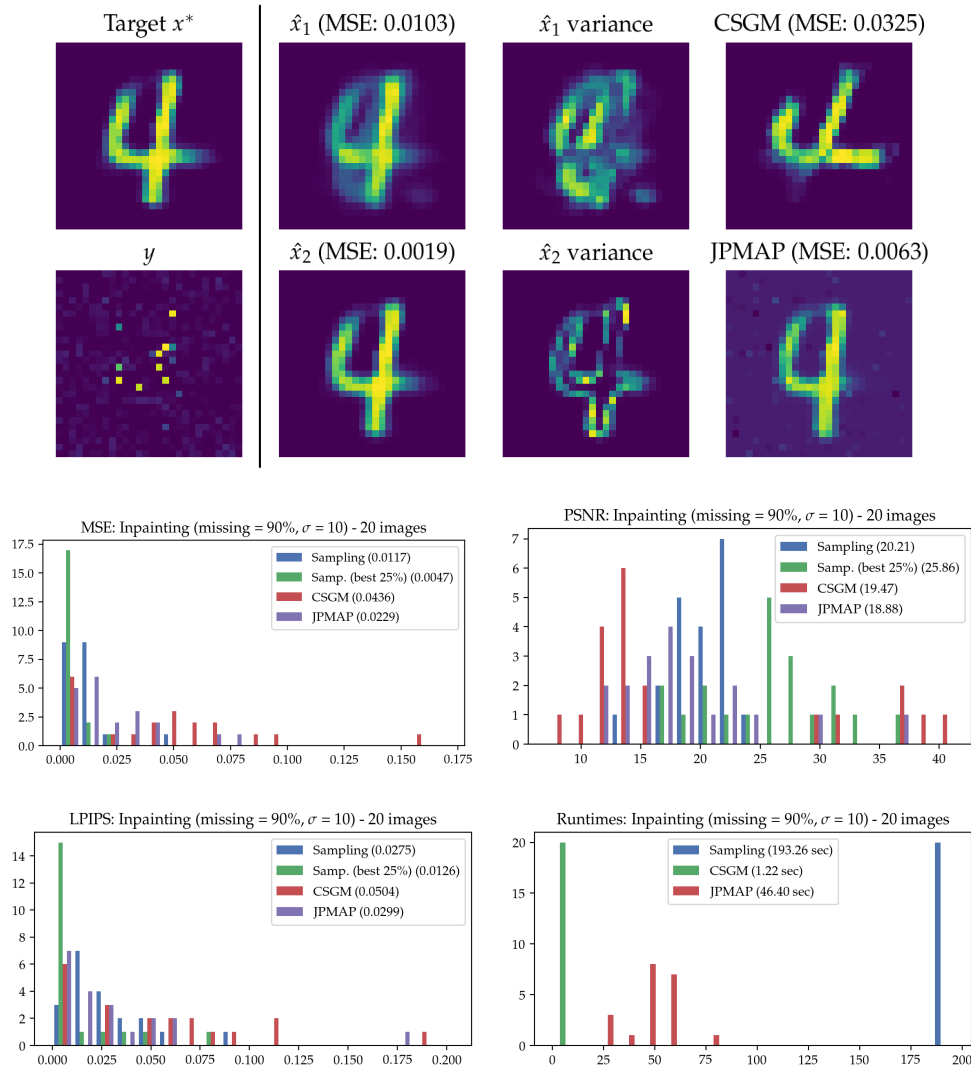 Target x*
x̂₁ (MSE: 0.0103)
x̂₁ variance
CSGM (MSE: 0.0325)
y
x̂₂ (MSE: 0.0019)
x̂₂ variance
JPMAP (MSE: 0.0063)
MSE: Inpainting (missing = 90%, σ = 10) - 20 images
17.5
15.0
12.5
10.0
7.5
5.0
2.5
0.0
0.000 0.025 0.050 0.075 0.100 0.125 0.150 0.175
Sampling (0.0117)
Samp. (best 25%) (0.0047)
CSGM (0.0436)
JPMAP (0.0229)
PSNR: Inpainting (missing = 90%, σ = 10) - 20 images
7
6
5
4
3
2
1
0
10 15 20 25 30 35 40
Sampling (20.21)
Samp. (best 25%) (25.86)
CSGM (19.47)
JPMAP (18.88)
LPIPS: Inpainting (missing = 90%, σ = 10) - 20 images
14
12
10
8
6
4
2
0
0.000 0.025 0.050 0.075 0.100 0.125 0.150 0.175 0.200
Sampling (0.0275)
Samp. (best 25%) (0.0126)
CSGM (0.0504)
JPMAP (0.0299)
Runtimes: Inpainting (missing = 90%, σ = 10) - 20 images
20
15
10
5
0
0 25 50 75 100 125 150 175 200
Sampling (193.26 sec)
CSGM (1.22 sec)
JPMAP (46.40 sec)